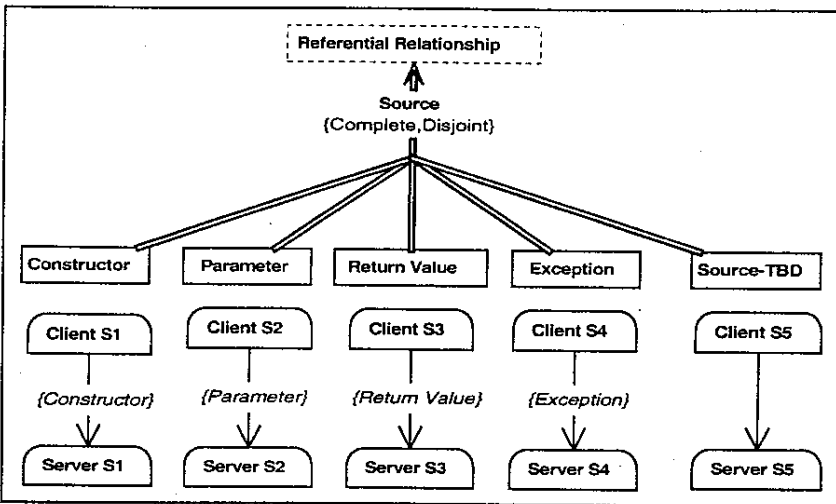 Referential Relationship
Source
{Complete,Disjoint}
Constructor Parameter Return Value Exception Source-TBD
Client S1 Client S2 Client S3 Client S4 Client S5
{Constructor} {Parameter} {Return Value} {Exception}
Server S1 Server S2 Server S3 Server S4 Server S5